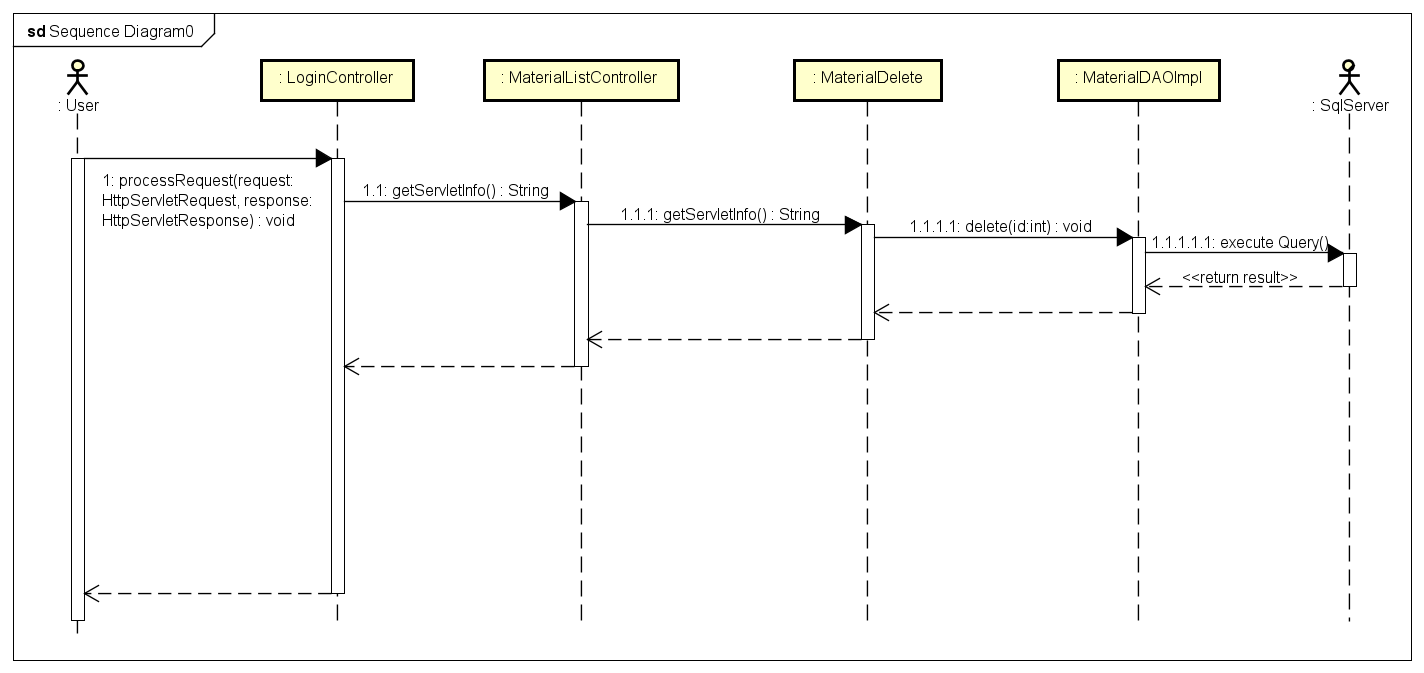 sd Sequence Diagram0
: User
: LoginController
: MaterialListController
: MaterialDelete
: MaterialDAOImpl
: SqlServer
1: processRequest(request:
HttpServletRequest, response:
HttpServletResponse) : void
1.1: getServletInfo() : String
1.1.1: getServletInfo() : String
1.1.1.1: delete(id:int) : void
1.1.1.1.1: execute Query()
<<return result>>